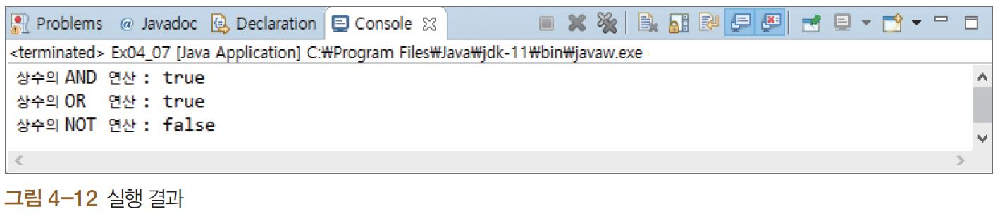 Problems @ Javadoc Declaration Console
<terminated> Ex04_07 [Java Application] C:₩Program Files₩Java₩jdk-11₩bin₩javaw.exe
상수의 AND 연산 : true
상수의 OR 연산 : true
상수의 NOT 연산 : false
그림 4-12 실행 결과